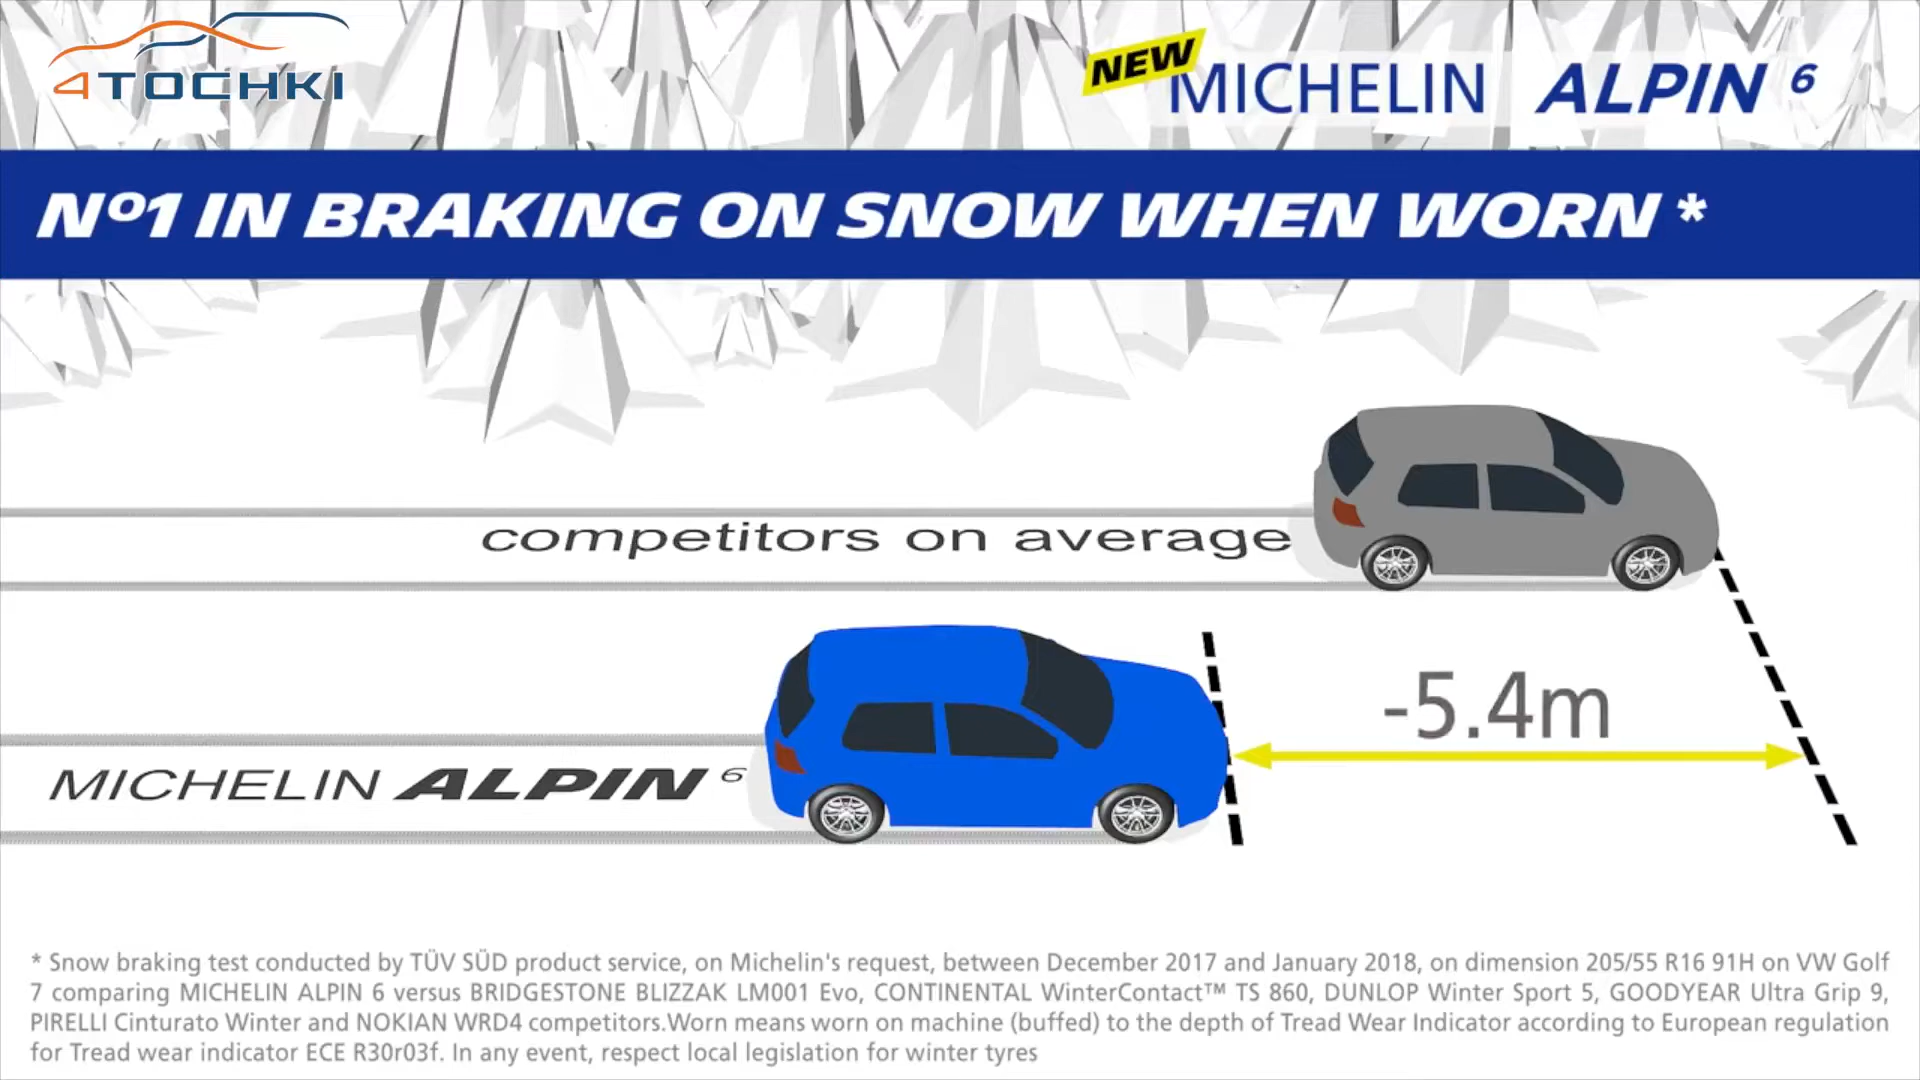 4TOCHKI
NEW MICHELIN ALPIN 6
Nº1 IN BRAKING ON SNOW WHEN WORN *
competitors on average
-5.4m
MICHELIN ALPIN 6
* Snow braking test conducted by TÜV SÜD product service, on Michelin's request, between December 2017 and January 2018, on dimension 205/55 R16 91H on VW Golf
7 comparing MICHELIN ALPIN 6 versus BRIDGESTONE BLIZZAK LM001 Evo, CONTINENTAL WinterContact™ TS 860, DUNLOP Winter Sport 5, GOODYEAR Ultra Grip 9,
PIRELLI Cinturato Winter and NOKIAN WRD4 competitors.Worn means worn on machine (buffed) to the depth of Tread Wear Indicator according to European regulation
for Tread wear indicator ECE R30r03f. In any event, respect local legislation for winter tyres